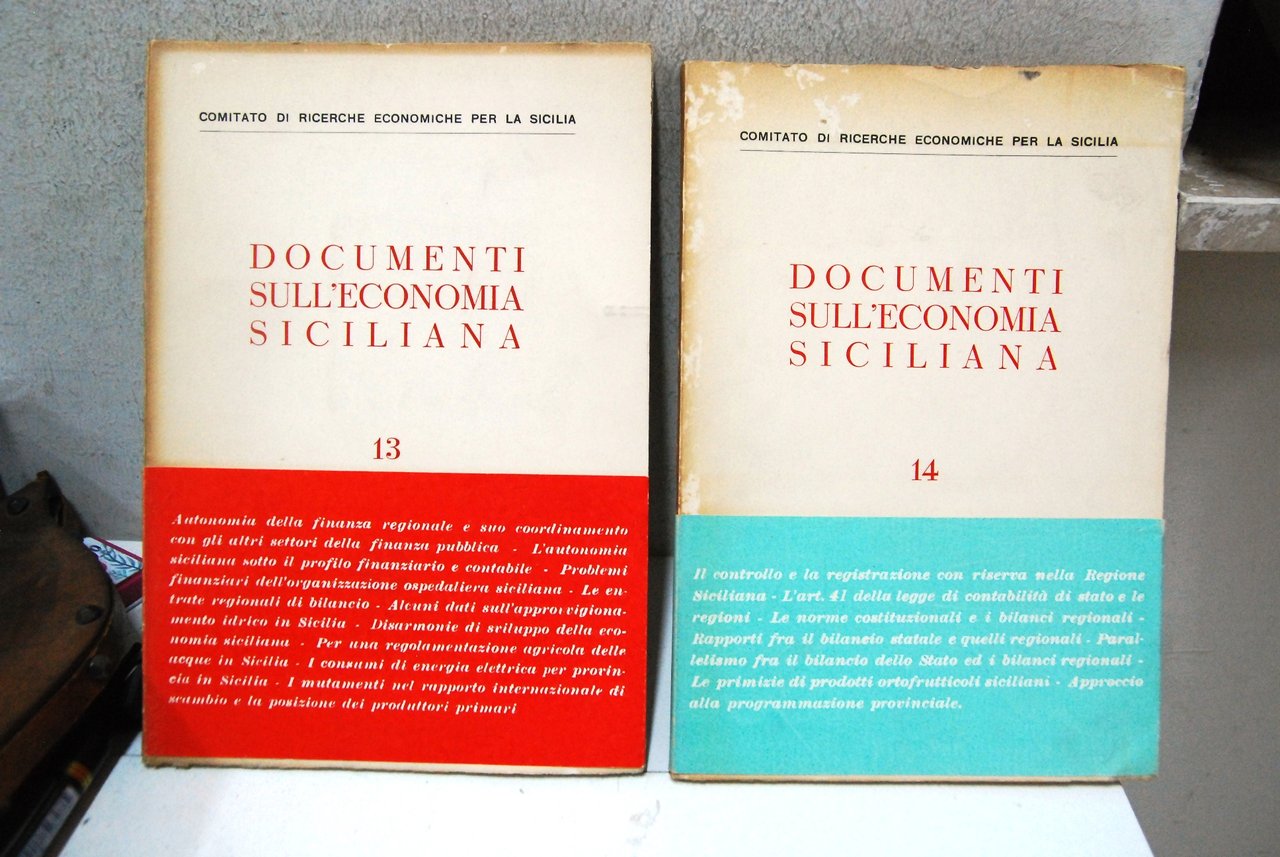 COMITATO DI RICERCHE ECONOMICHE PER LA SICILIA
DOCUMENTI
SULL'ECONOMIA
SICILIANA
13
Autonomia della finanza regionale e suo coordinamento
con gli altri settori della finanza pubblica - L'autonomia
siciliana sotto il profilo finanziario e contabile - Problemi
finanziari dell'organizzazione ospedaliera siciliana - Le en-
trate regionali di bilancio - Alcuni dati sull'approvvigiona-
mento idrico in Sicilia - Disarmonie di sviluppo della eco-
nomia siciliana - Per una regolamentazione agricola delle
acque in Sicilia - I consumi di energia elettrica per provin-
cia in Sicilia - I mutamenti nel rapporto internazionale di
scambio e la posizione dei produttori primari
COMITATO DI RICERCHE ECONOMICHE PER LA SICILIA
DOCUMENTI
SULL'ECONOMIA
SICILIANA
14
Il controllo e la registrazione con riserva nella Regione
Siciliana - L'art. 41 della legge di contabilità di stato e le
regioni - Le norme costituzionali e i bilanci regionali -
Rapporti fra il bilancio statale e quelli regionali - Paral-
lelismo fra il bilancio dello Stato ed i bilanci regionali -
Le primizie di prodotti ortofrutticoli siciliani - Approccio
alla programmazione provinciale.